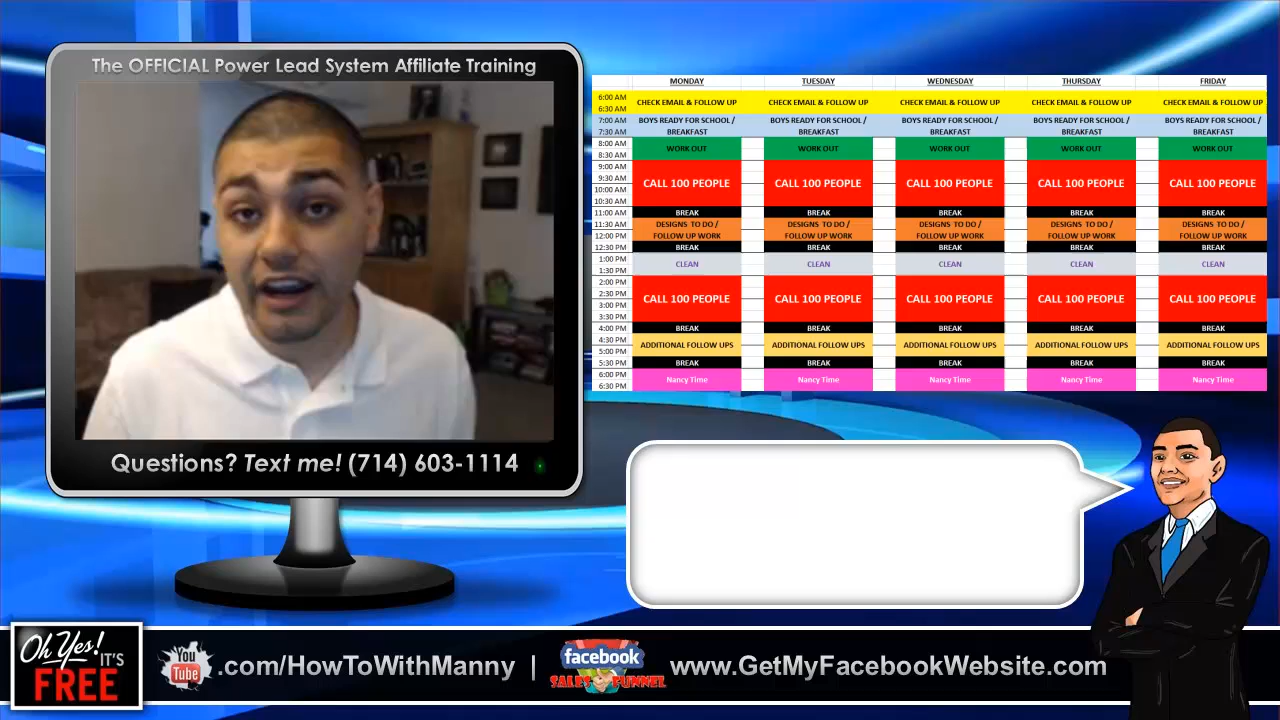 The OFFICIAL Power Lead System Affiliate Training
Questions? Text me! (714) 603-1114
MONDAY TUESDAY WEDNESDAY THURSDAY FRIDAY
6:00 AM
CHECK EMAIL & FOLLOW UP CHECK EMAIL & FOLLOW UP CHECK EMAIL & FOLLOW UP CHECK EMAIL & FOLLOW UP CHECK EMAIL & FOLLOW UP
6:30 AM
7:00 AM BOYS READY FOR SCHOOL / BOYS READY FOR SCHOOL / BOYS READY FOR SCHOOL / BOYS READY FOR SCHOOL / BOYS READY FOR SCHOOL /
7:30 AM BREAKFAST BREAKFAST BREAKFAST BREAKFAST BREAKFAST
8:00 AM
WORK OUT WORK OUT WORK OUT WORK OUT WORK OUT
8:30 AM
9:00 AM
9:30 AM
CALL 100 PEOPLE CALL 100 PEOPLE CALL 100 PEOPLE CALL 100 PEOPLE CALL 100 PEOPLE
10:00 AM
10:30 AM
11:00 AM BREAK BREAK BREAK BREAK BREAK
11:30 AM DESIGNS TO DO / DESIGNS TO DO / DESIGNS TO DO / DESIGNS TO DO / DESIGNS TO DO /
12:00 PM FOLLOW UP WORK FOLLOW UP WORK FOLLOW UP WORK FOLLOW UP WORK FOLLOW UP WORK
12:30 PM BREAK BREAK BREAK BREAK BREAK
1:00 PM
CLEAN CLEAN CLEAN CLEAN CLEAN
1:30 PM
2:00 PM
2:30 PM
CALL 100 PEOPLE CALL 100 PEOPLE CALL 100 PEOPLE CALL 100 PEOPLE CALL 100 PEOPLE
3:00 PM
3:30 PM
4:00 PM BREAK BREAK BREAK BREAK BREAK
4:30 PM
ADDITIONAL FOLLOW UPS ADDITIONAL FOLLOW UPS ADDITIONAL FOLLOW UPS ADDITIONAL FOLLOW UPS ADDITIONAL FOLLOW UPS
5:00 PM
5:30 PM BREAK BREAK BREAK BREAK BREAK
6:00 PM
Nancy Time Nancy Time Nancy Time Nancy Time Nancy Time
6:30 PM
Oh Yes! IT'S
FREE
You Tube .com/HowToWithManny | facebook SALES FUNNEL www.GetMyFacebookWebsite.com